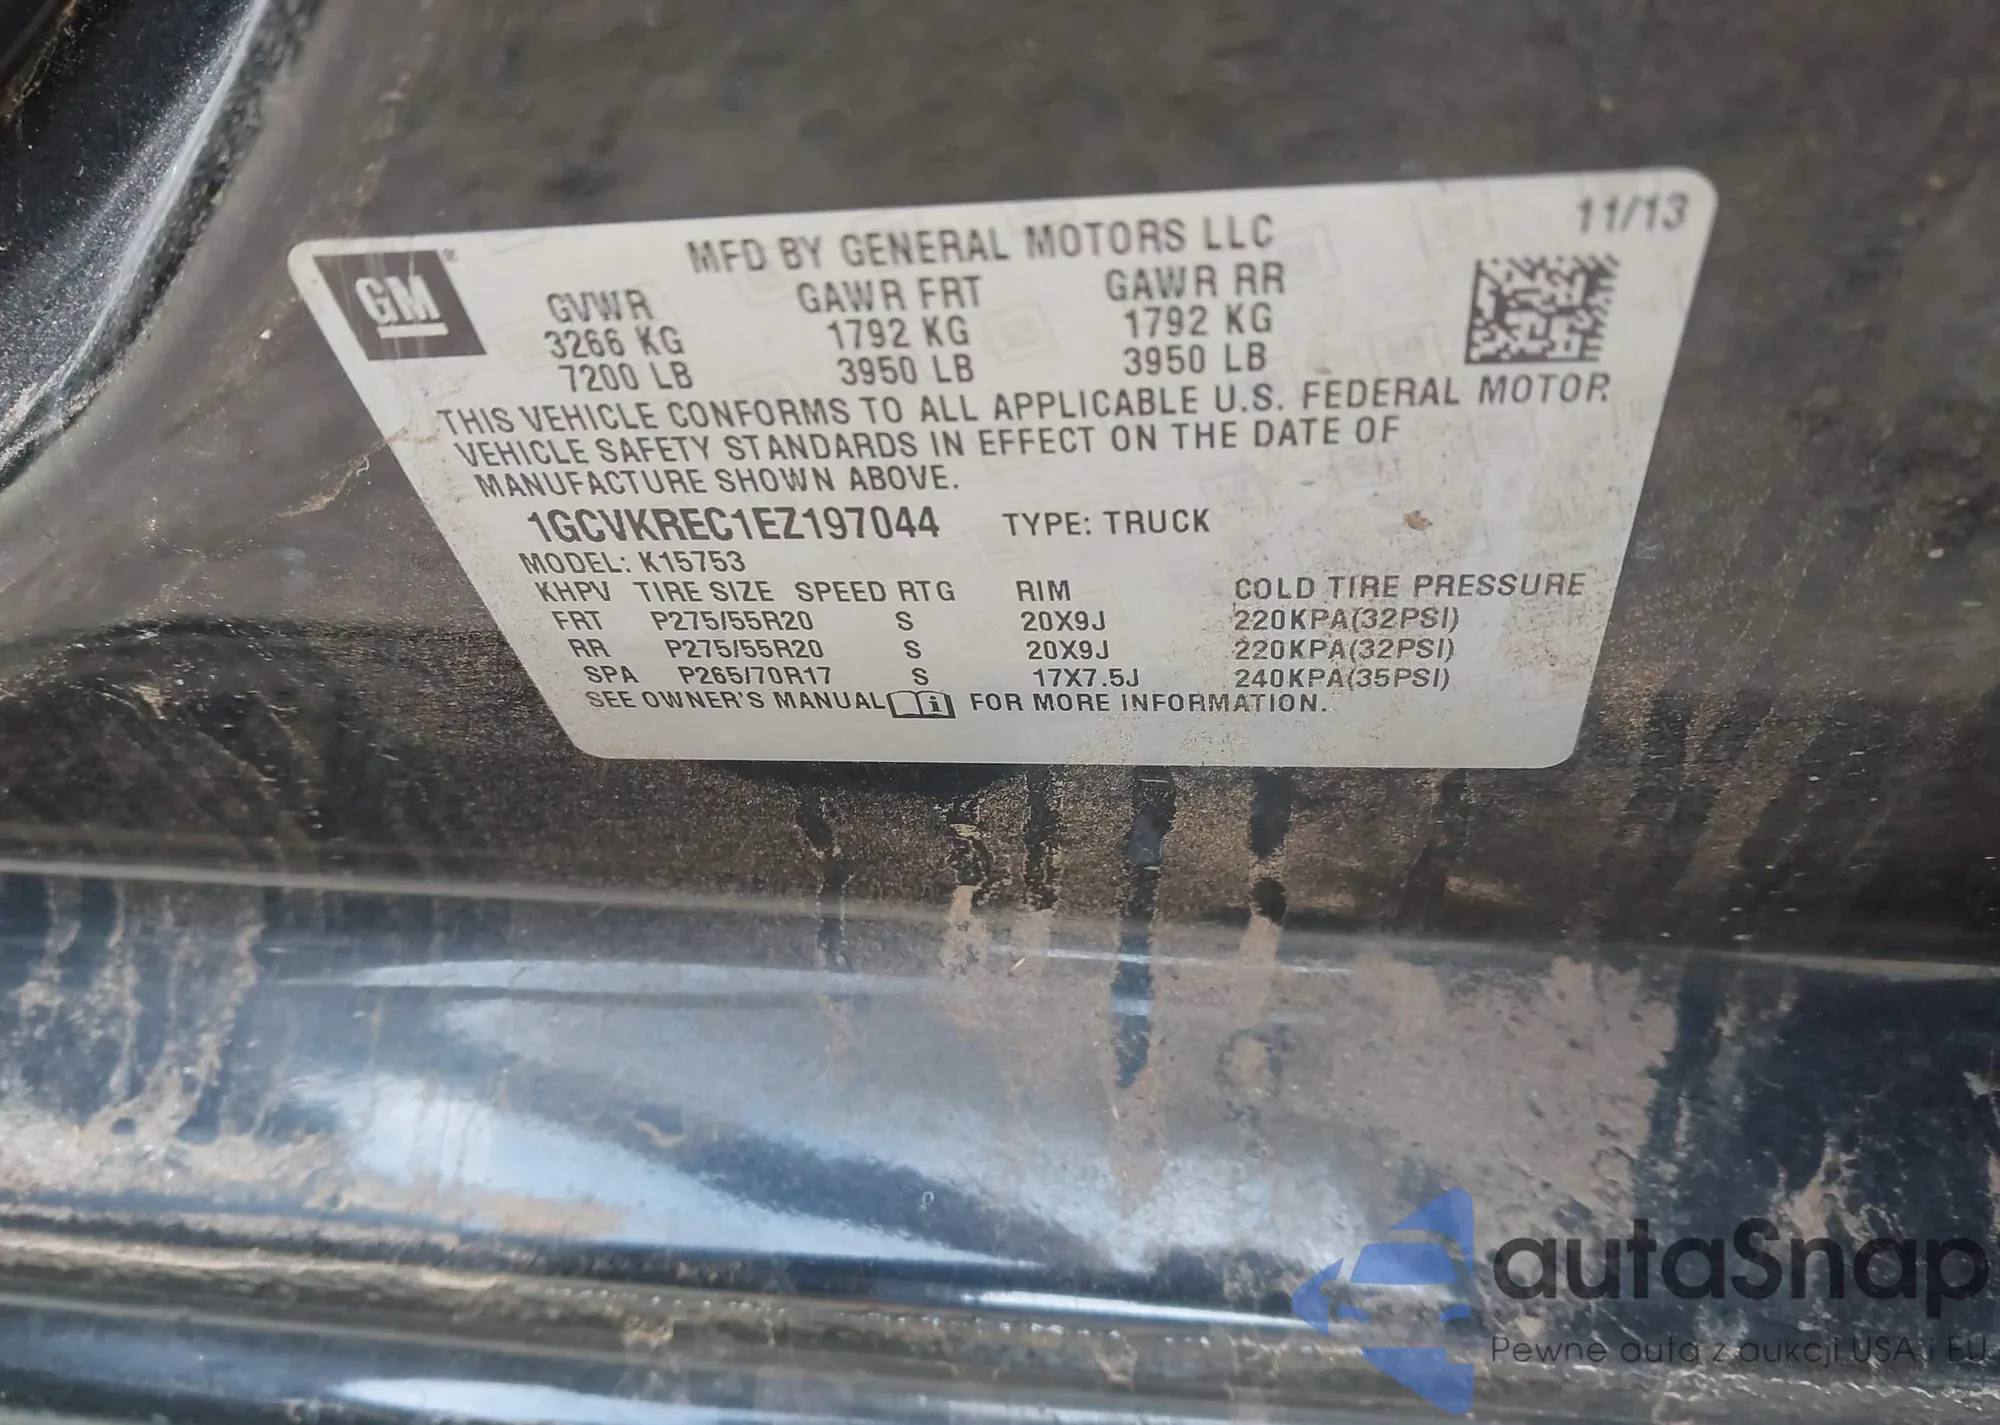 GM®
MFD BY GENERAL MOTORS LLC
11/13
GVWR GAWR FRT GAWR RR
3266 KG 1792 KG 1792 KG
7200 LB 3950 LB 3950 LB
THIS VEHICLE CONFORMS TO ALL APPLICABLE U.S. FEDERAL MOTOR
VEHICLE SAFETY STANDARDS IN EFFECT ON THE DATE OF
MANUFACTURE SHOWN ABOVE.
1GCVKREC1EZ197044 TYPE: TRUCK
MODEL: K15753
KHPV TIRE SIZE SPEED RTG RIM COLD TIRE PRESSURE
FRT P275/55R20 S 20X9J 220KPA(32PSI)
RR P275/55R20 S 20X9J 220KPA(32PSI)
SPA P265/70R17 S 17X7.5J 240KPA(35PSI)
SEE OWNER'S MANUAL i FOR MORE INFORMATION.
autaSnap
Pewne auta z aukcji USA i EU